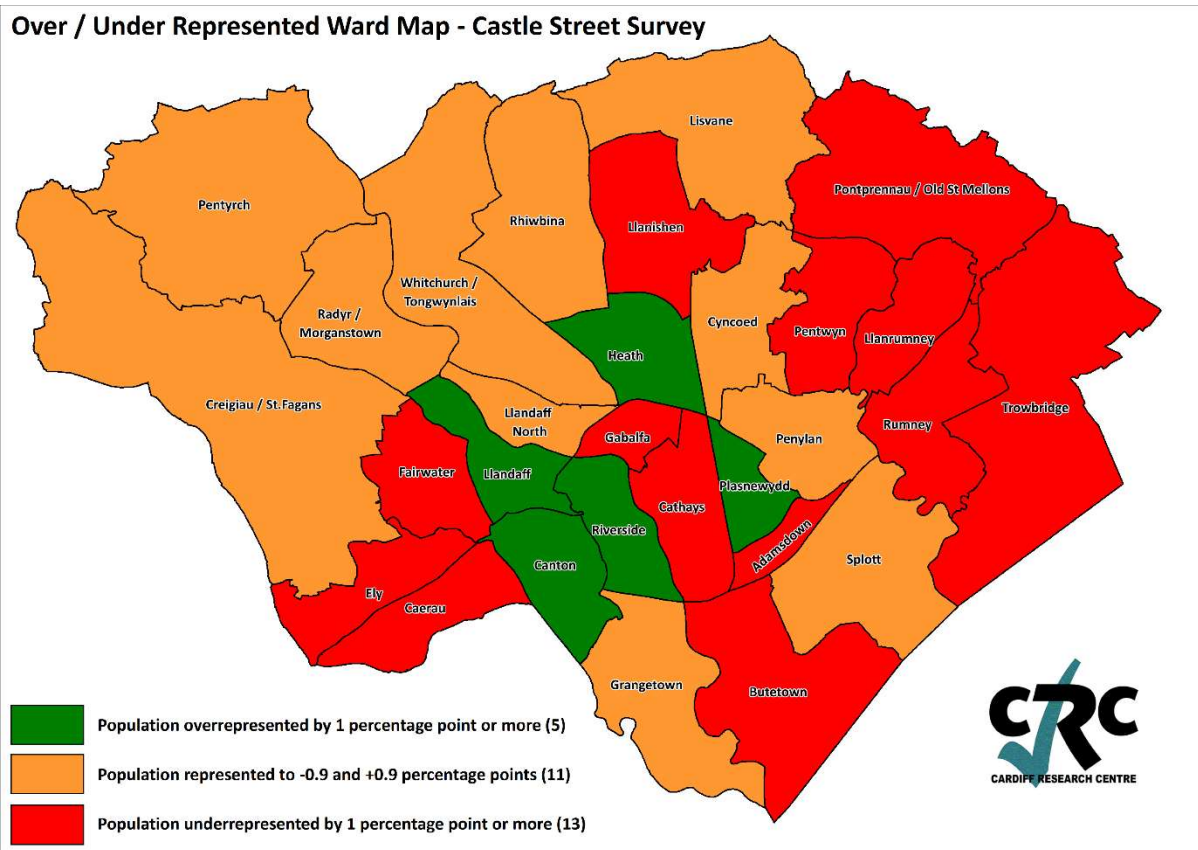 Over / Under Represented Ward Map - Castle Street Survey
Lisvane
Pontprennau / Old St Mellons
Pentyrch
Rhiwbina
Llanishen
Whitchurch /
Tongwynlais
Radyr /
Morganstown
Cyncoed
Pentwyn
Llanrumney
Heath
Creigiau / St.Fagans
Llandaff
North
Trowbridge
Gabalfa
Penylan
Rumney
Fairwater
Llandaff
Plasnewydd
Cathays
Riverside
Adamsdown
Canton
Splott
Ely
Caerau
Grangetown
Butetown
Population overrepresented by 1 percentage point or more (5)
Population represented to -0.9 and +0.9 percentage points (11)
Population underrepresented by 1 percentage point or more (13)
CRC
CARDIFF RESEARCH CENTRE